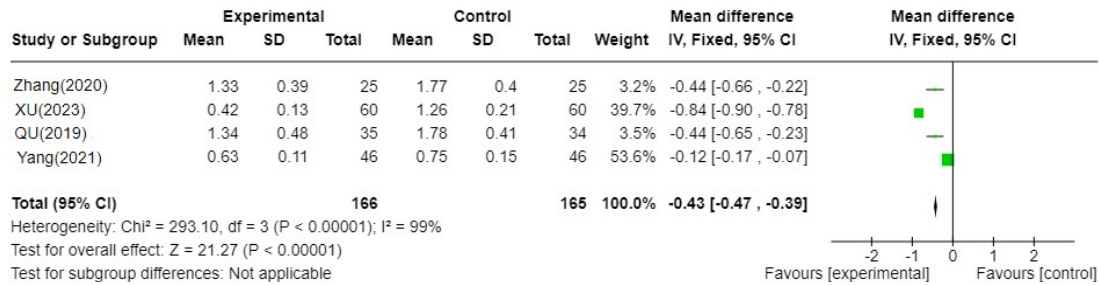 Experimental Control Mean difference Mean difference
Study or Subgroup Mean SD Total Mean SD Total Weight IV, Fixed, 95% CI IV, Fixed, 95% CI
Zhang(2020) 1.33 0.39 25 1.77 0.4 25 3.2% -0.44 [-0.66 , -0.22]
XU(2023) 0.42 0.13 60 1.26 0.21 60 39.7% -0.84 [-0.90 , -0.78]
QU(2019) 1.34 0.48 35 1.78 0.41 34 3.5% -0.44 [-0.65 , -0.23]
Yang(2021) 0.63 0.11 46 0.75 0.15 46 53.6% -0.12 [-0.17 , -0.07]
Total (95% CI) 166 165 100.0% -0.43 [-0.47 , -0.39]
Heterogeneity: Chi² = 293.10, df = 3 (P < 0.00001); I² = 99%
Test for overall effect: Z = 21.27 (P < 0.00001)
-2 -1 0 1 2
Test for subgroup differences: Not applicable
Favours [experimental] Favours [control]